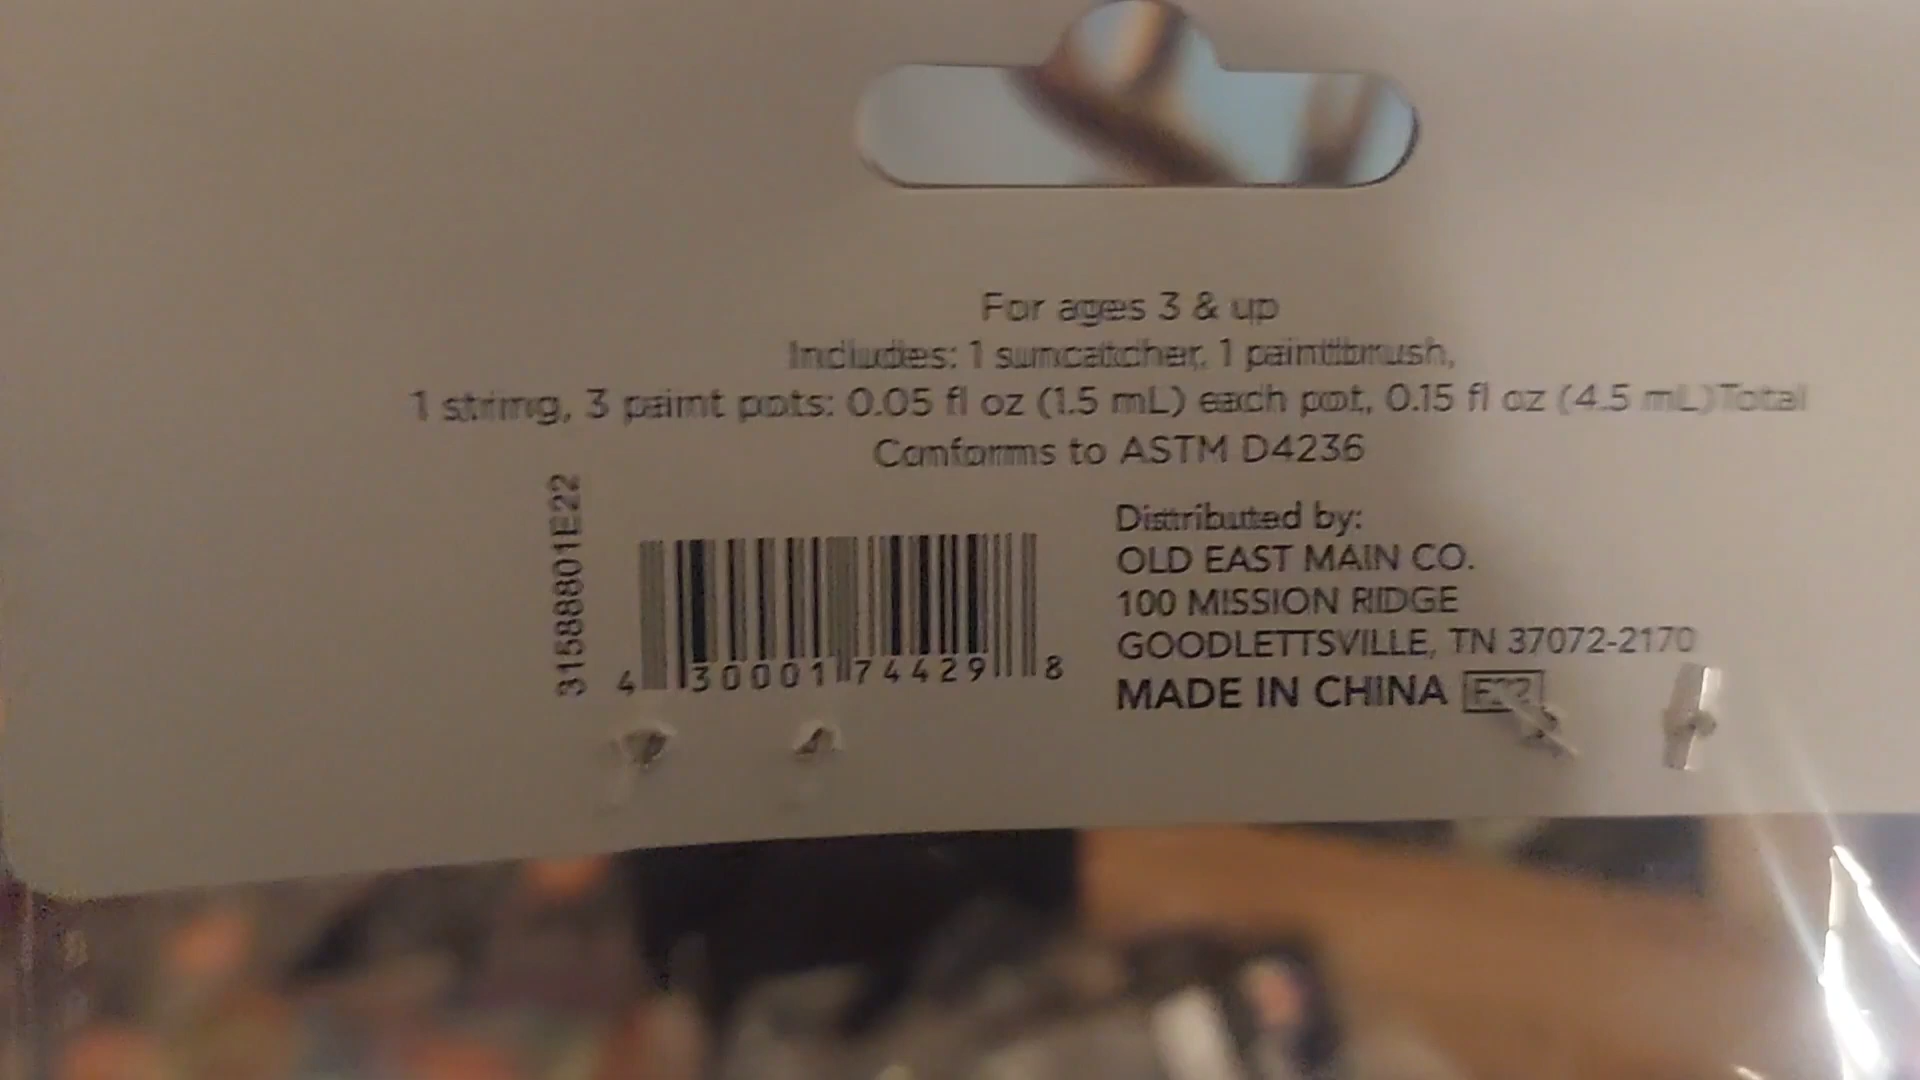 For ages 3 & up
Includes: 1 suncatcher, 1 paintbrush,
1 string, 3 paint pots: 0.05 fl oz (1.5 mL) each pot, 0.15 fl oz (4.5 mL)Total
Conforms to ASTM D4236
31588801E22
4 30001 74429 8
Distributed by:
OLD EAST MAIN CO.
100 MISSION RIDGE
GOODLETTSVILLE, TN 37072-2170
MADE IN CHINA